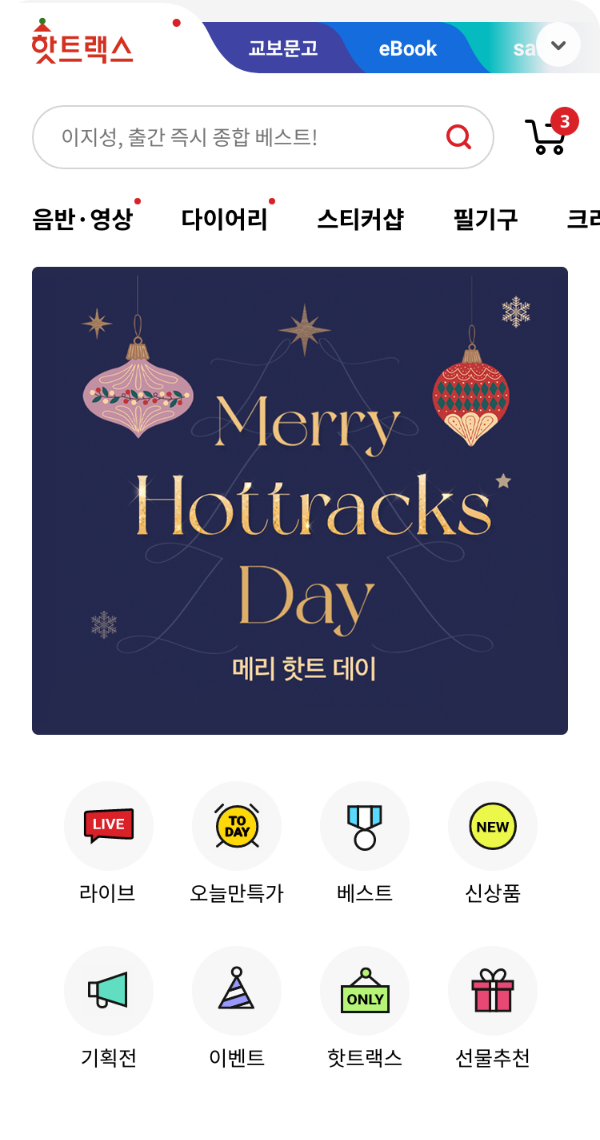 핫트랙스
교보문고
eBook
sa
이지성, 출간 즉시 종합 베스트!
3
음반·영상
다이어리
스티커샵
필기구
크리
Merry
Hottracks
Day
메리 핫트 데이
LIVE
TO
DAY
NEW
라이브
오늘만특가
베스트
신상품
ONLY
기획전
이벤트
핫트랙스
선물추천